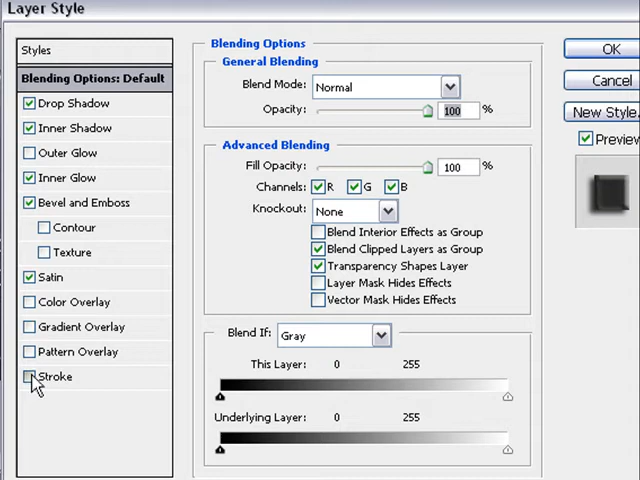 Layer Style
Styles
Blending Options: Default
Drop Shadow
Inner Shadow
Outer Glow
Inner Glow
Bevel and Emboss
Contour
Texture
Satin
Color Overlay
Gradient Overlay
Pattern Overlay
Stroke
Blending Options
General Blending
Blend Mode: Normal
Opacity: 100 %
Advanced Blending
Fill Opacity: 100 %
Channels: R G B
Knockout: None
Blend Interior Effects as Group
Blend Clipped Layers as Group
Transparency Shapes Layer
Layer Mask Hides Effects
Vector Mask Hides Effects
Blend If: Gray
This Layer: 0 255
Underlying Layer: 0 255
OK
Cancel
New Style.
Preview